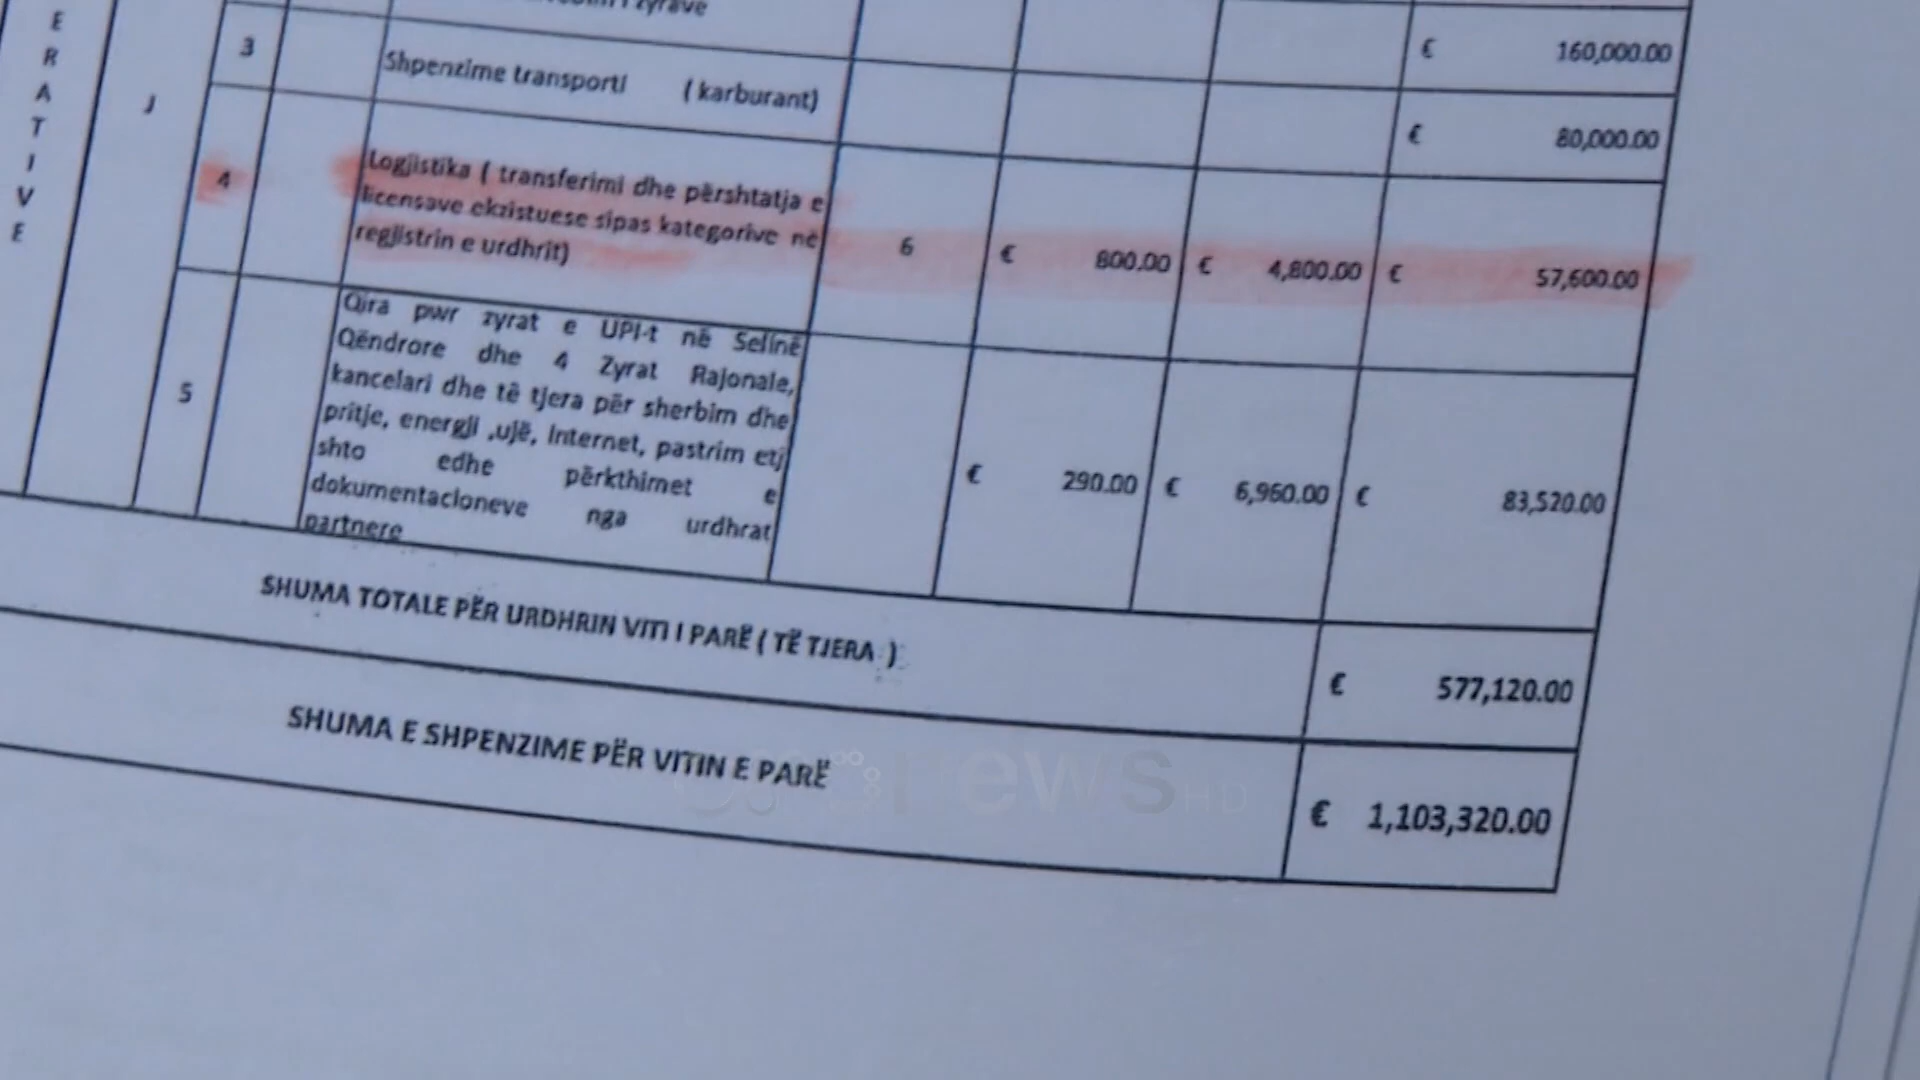 E
R
A
T
I
V
E
J
zyrave
€ 160,000.00
3
Shpenzime transporti ( karburant)
€ 80,000.00
4
Logjistika ( transferimi dhe përshtatja e
licensave ekzistuese sipas kategorive në
regjistrin e urdhrit)
6
€ 800.00
€ 4,800.00
€ 57,600.00
5
Qira pwr zyrat e UPI-t në Selinë
Qëndrore dhe 4 Zyrat Rajonale,
kancelari dhe të tjera për sherbim dhe
pritje, energji ,ujë, Internet, pastrim etj
shto edhe përkthimet e
dokumentacioneve nga urdhrat
partnere
€ 290.00
€ 6,960.00
€ 83,520.00
SHUMA TOTALE PËR URDHRIN VITI I PARË ( TË TJERA )
€ 577,120.00
SHUMA E SHPENZIME PËR VITIN E PARË
€ 1,103,320.00
news HD